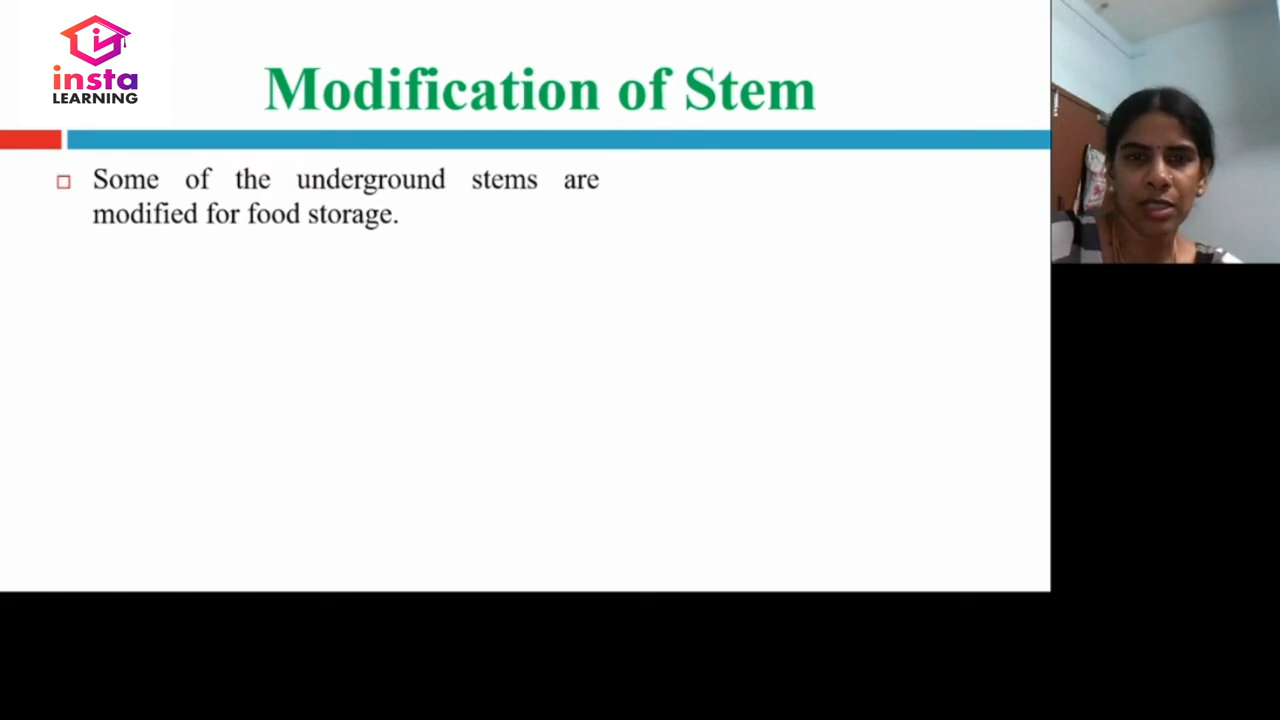 insta
LEARNING
Modification of Stem
Some of the underground stems are
modified for food storage.